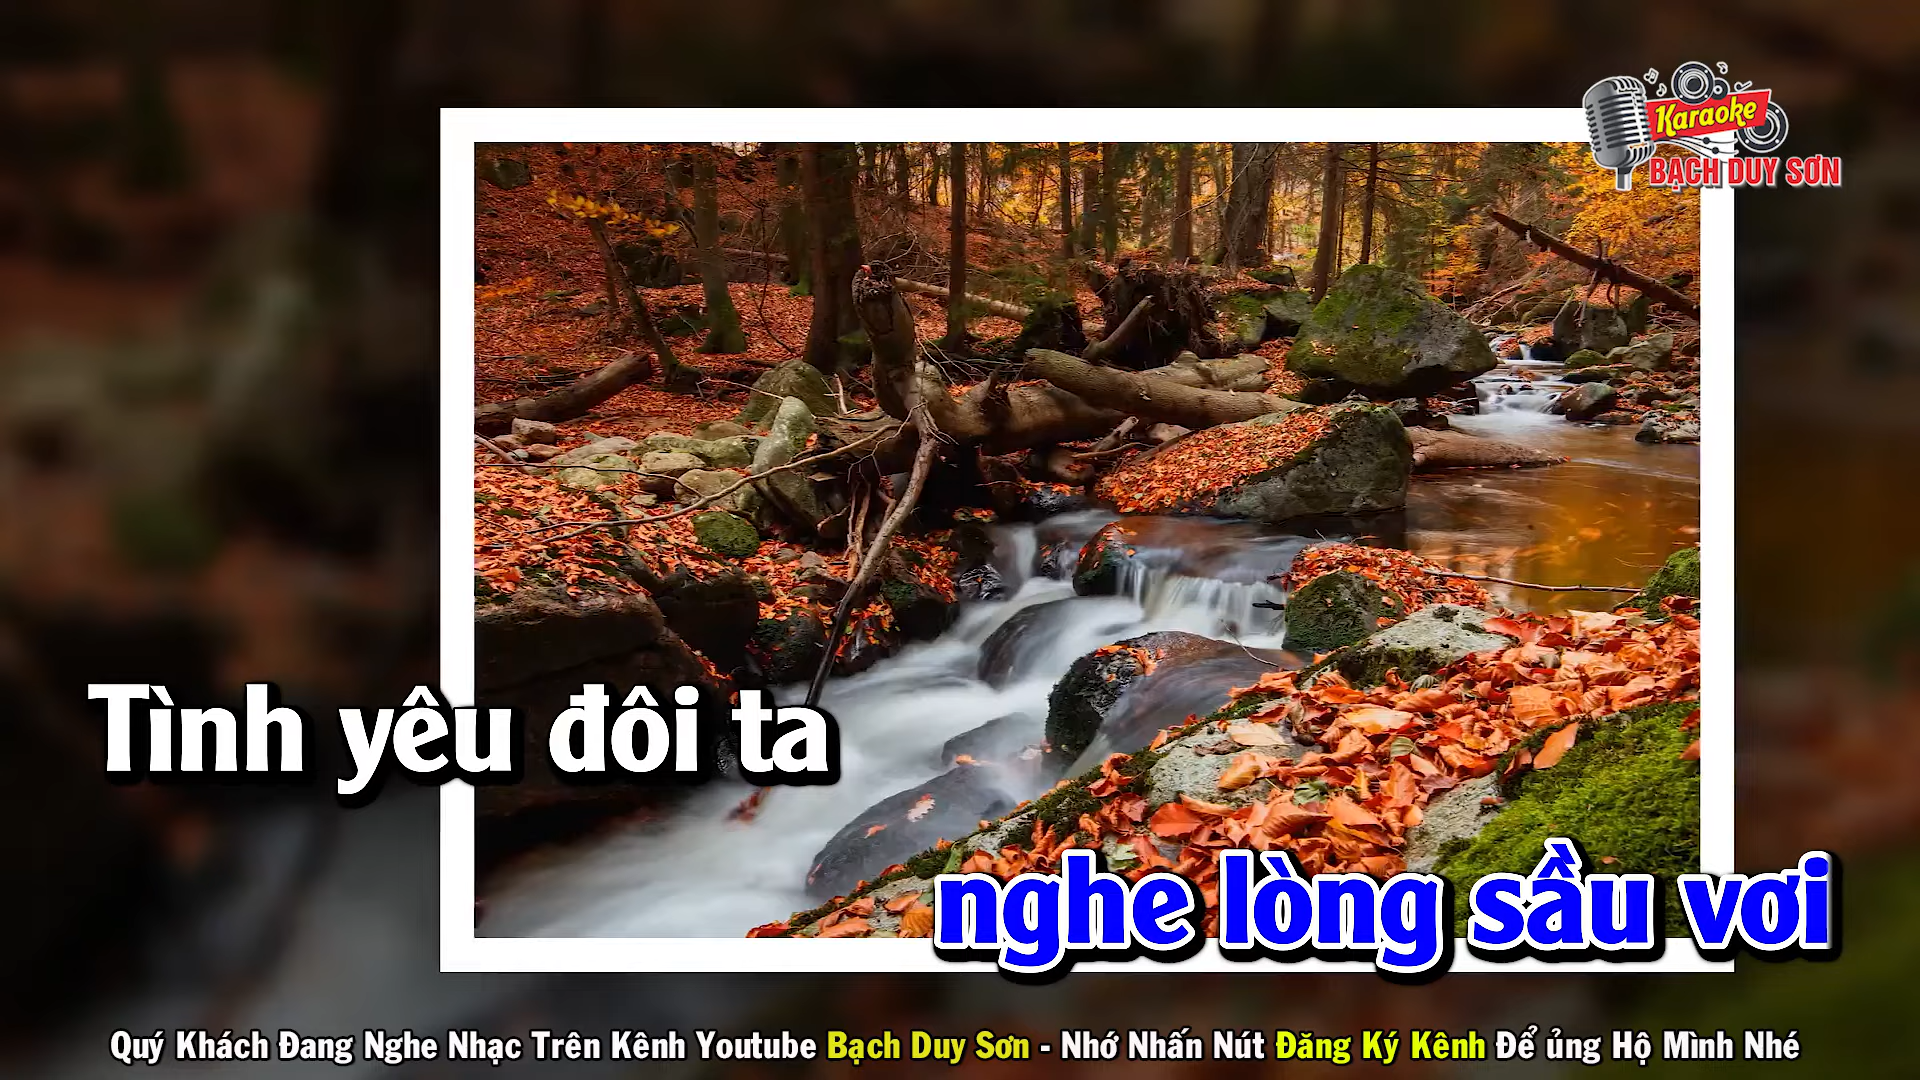 Karaoke
BẠCH DUY SƠN
Tình yêu đôi ta
nghe lòng sầu vơi
Quý Khách Đang Nghe Nhạc Trên Kênh Youtube Bạch Duy Sơn - Nhớ Nhấn Nút Đăng Ký Kênh Để ủng Hộ Mình Nhé